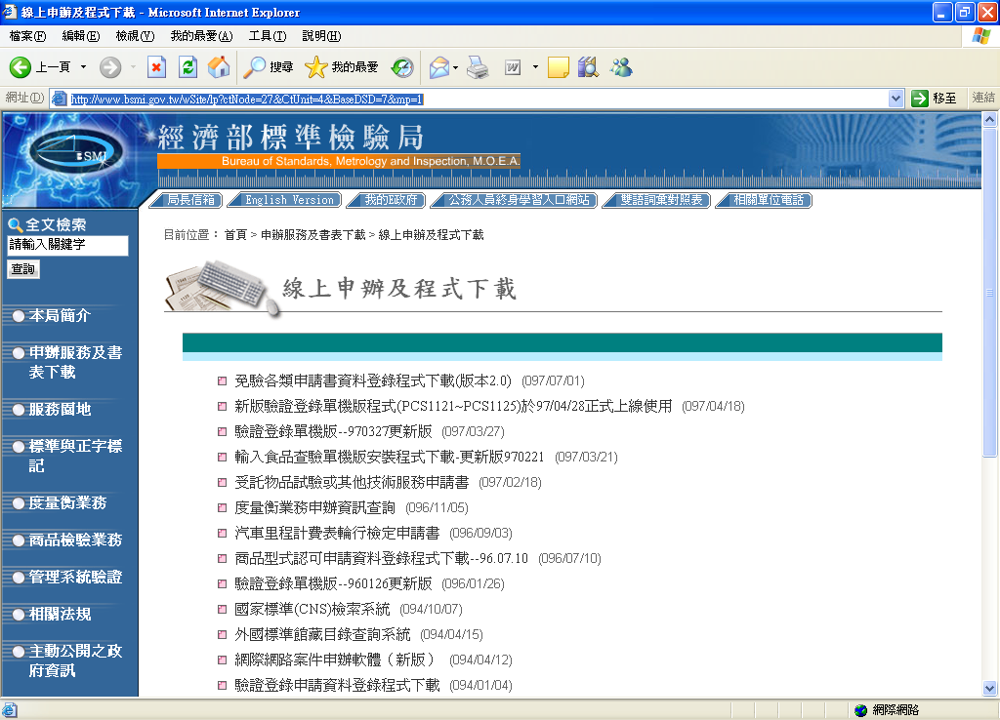 線上申辦及程式下載 - Microsoft Internet Explorer
檔案(F) 編輯(E) 檢視(V) 我的最愛(A) 工具(T) 說明(H)
上一頁 搜尋 我的最愛
網址(D) http://www.bsmi.gov.tw/wSite/lp?ctNode=27&CtUnit=4&BaseDSD=7&mp=1 移至 連結
BSMI
經濟部標準檢驗局
Bureau of Standards, Metrology and Inspection, M.O.E.A.
局長信箱 English Version 我的E政府 公務人員終身學習入口網站 雙語詞彙對照表 相關單位電話
全文檢索
請輸入關鍵字
查詢
本局簡介
申辦服務及書
表下載
服務園地
標準與正字標
記
度量衡業務
商品檢驗業務
管理系統驗證
相關法規
主動公開之政
府資訊
目前位置： 首頁 > 申辦服務及書表下載 > 線上申辦及程式下載
線上申辦及程式下載
免驗各類申請書資料登錄程式下載(版本2.0) (097/07/01)
新版驗證登錄單機版程式(PCS1121~PCS1125)於97/04/28正式上線使用 (097/04/18)
驗證登錄單機版--970327更新版 (097/03/27)
輸入食品查驗單機版安裝程式下載-更新版970221 (097/03/21)
受託物品試驗或其他技術服務申請書 (097/02/18)
度量衡業務申辦資訊查詢 (096/11/05)
汽車里程計費表輪行檢定申請書 (096/09/03)
商品型式認可申請資料登錄程式下載--96.07.10 (096/07/10)
驗證登錄單機版--960126更新版 (096/01/26)
國家標準(CNS)檢索系統 (094/10/07)
外國標準館藏目錄查詢系統 (094/04/15)
網際網路案件申辦軟體（新版） (094/04/12)
驗證登錄申請資料登錄程式下載 (094/01/04)
網際網路